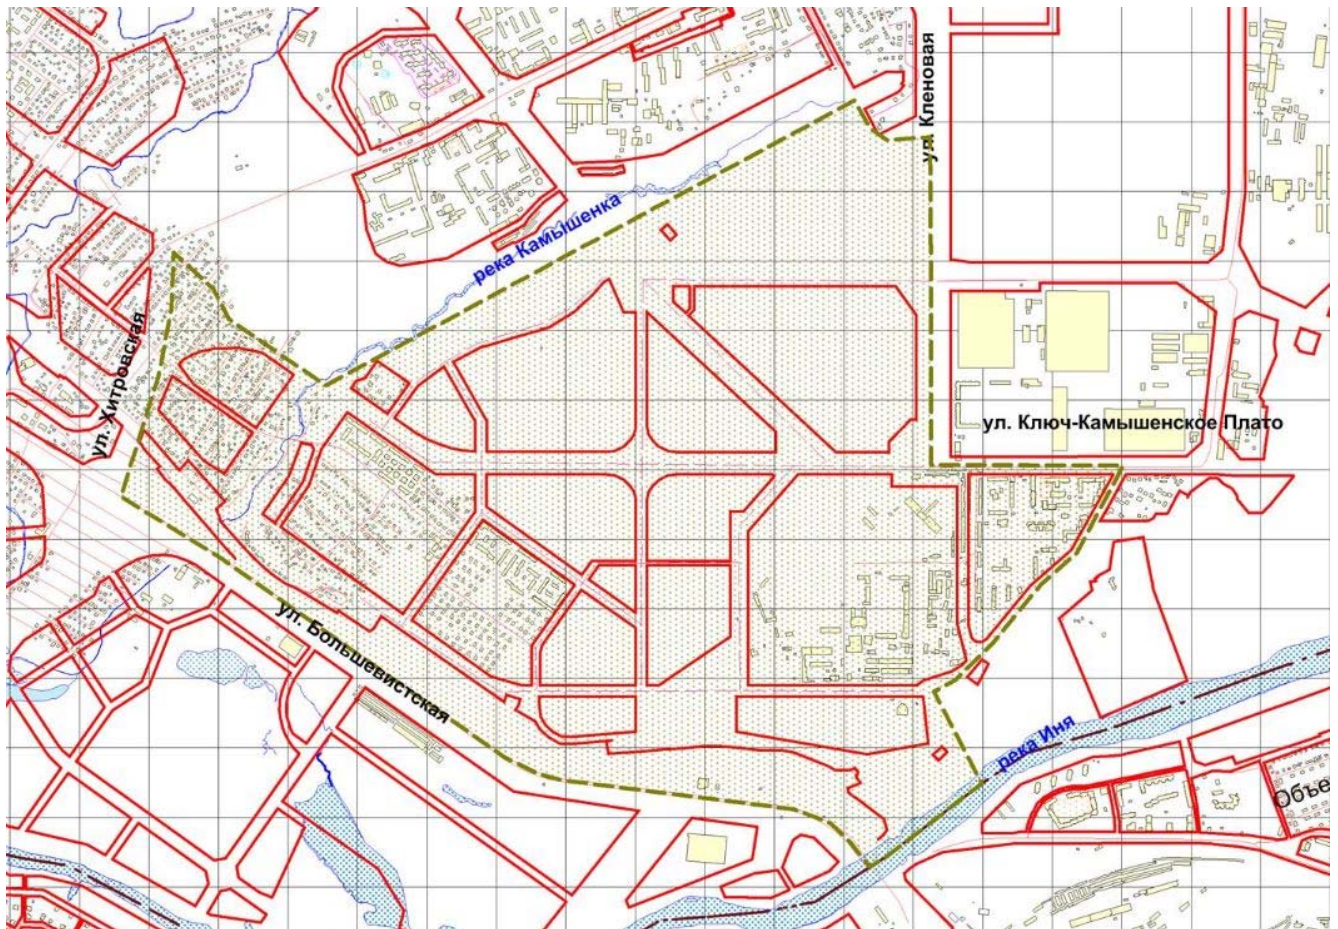 ул. Кленовая
река Камышенка
ул. Хитровская
ул. Ключ-Камышенское Плато
ул. Большевистская
река Иня
Объе